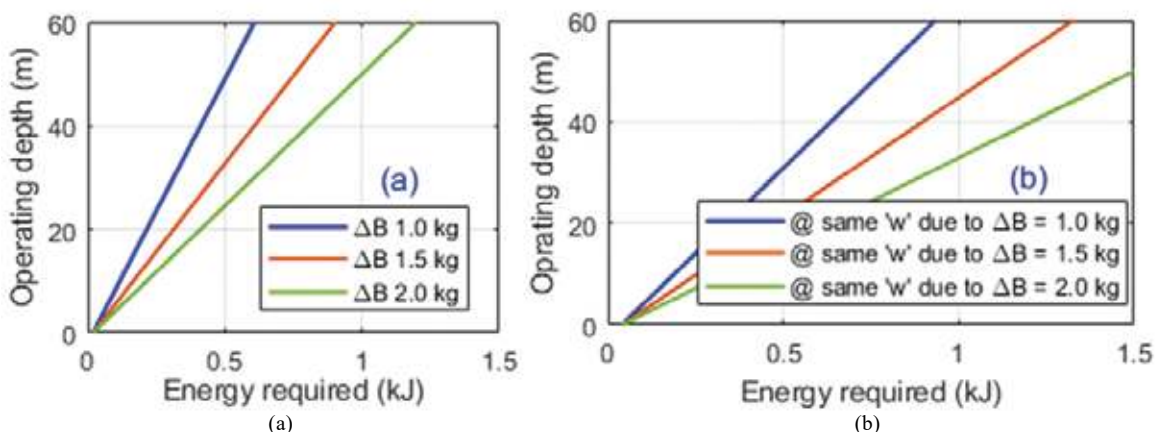 60
40
20
0
Operating depth (m)
(a)
ΔB 1.0 kg
ΔB 1.5 kg
ΔB 2.0 kg
0
0.5
1
1.5
Energy required (kJ)
(a)
60
40
20
0
Oprating depth (m)
(b)
@ same 'w' due to ΔB = 1.0 kg
@ same 'w' due to ΔB = 1.5 kg
@ same 'w' due to ΔB = 2.0 kg
0
0.5
1
1.5
Energy required (kJ)
(b)